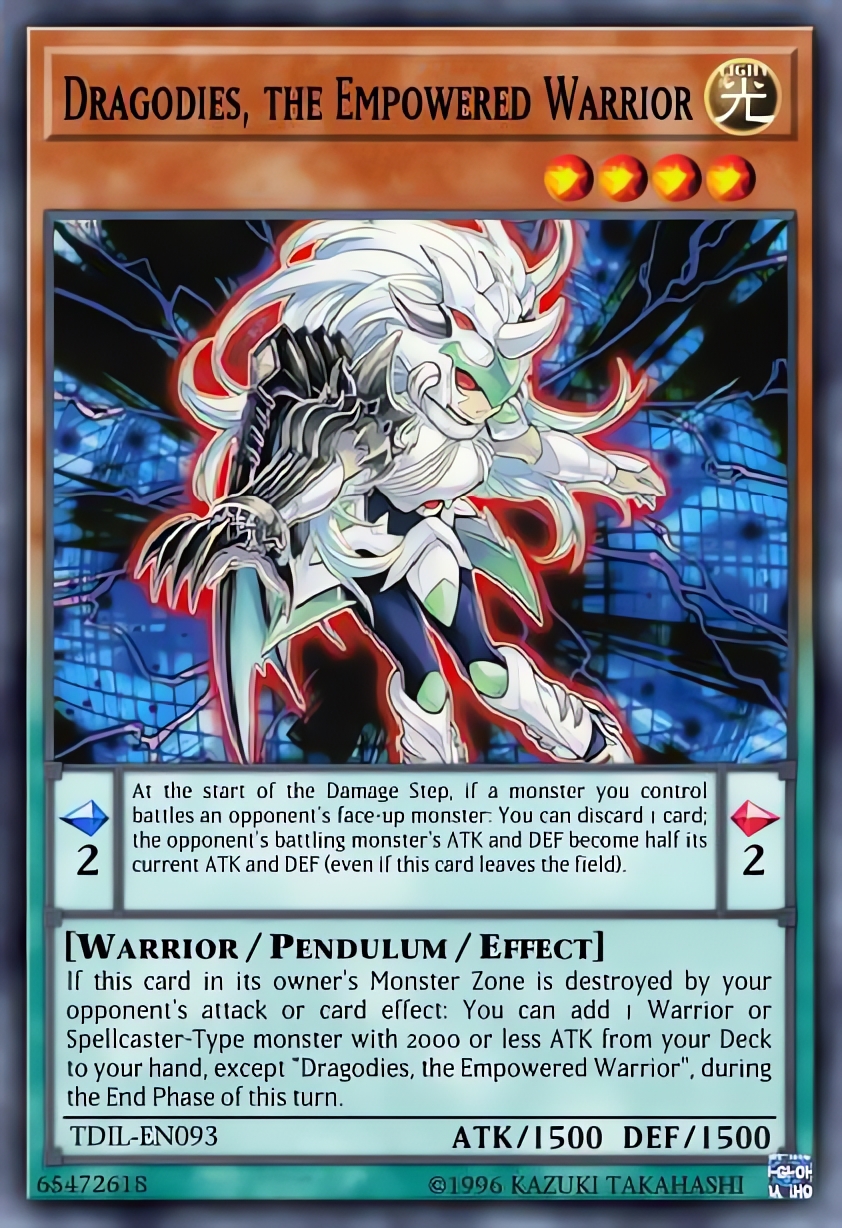 DRAGODIES, THE EMPOWERED WARRIOR
光
At the start of the Damage Step, if a monster you control
battles an opponent's face-up monster: You can discard 1 card;
the opponent's battling monster's ATK and DEF become half its
current ATK and DEF (even if this card leaves the field).
2
2
[WARRIOR / PENDULUM / EFFECT]
If this card in its owner's Monster Zone is destroyed by your
opponent's attack or card effect: You can add 1 Warrior or
Spellcaster-Type monster with 2000 or less ATK from your Deck
to your hand, except "Dragodies, the Empowered Warrior", during
the End Phase of this turn.
TDIL-EN093
ATK/1500 DEF/1500
65472618
©1996 KAZUKI TAKAHASHI